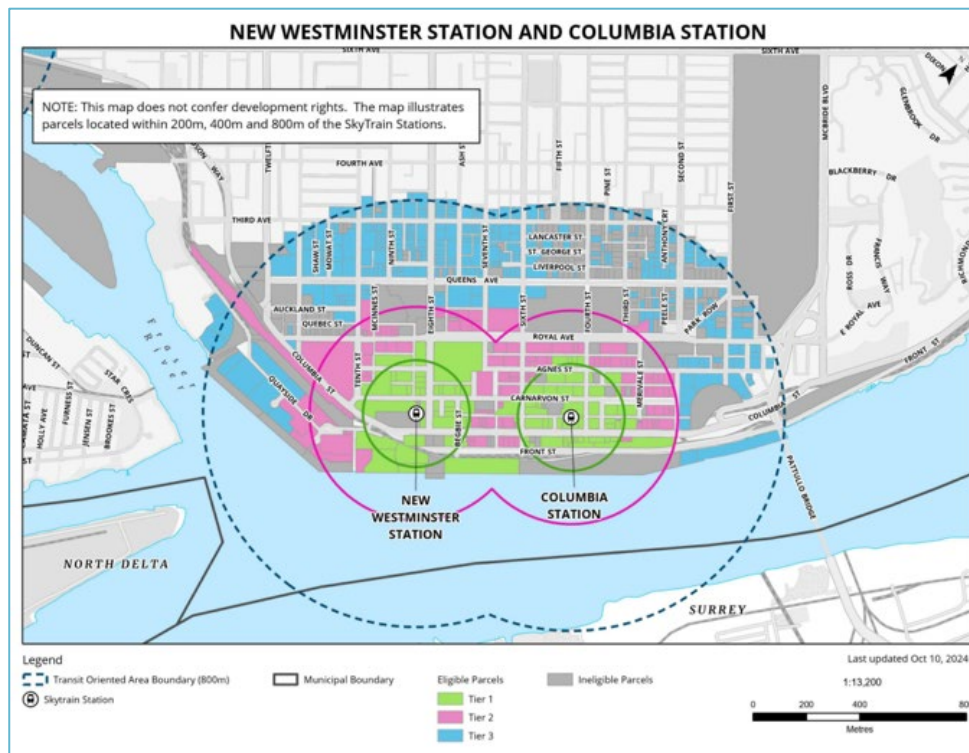 NEW WESTMINSTER STATION AND COLUMBIA STATION
SIXTH AVE
SIXTH AVE
NOTE: This map does not confer development rights. The map illustrates
parcels located within 200m, 400m and 800m of the SkyTrain Stations.
DIXON
N
GLENBROOK DR
MCBRIDE BLVD
WAY
ASH ST
FIFTH ST
SECOND ST
PINE ST
FOURTH AVE
BLACKBERRY DR
FIRST ST
THIRD AVE
ANTHONY CRT
SHAW ST
MOWAT ST
NINTH ST
SEVENTH ST
LANCASTER ST
ST. GEORGE ST
LIVERPOOL ST
ROSS DR
FRANCIS WAY
QUEENS AVE
Fraser
River
AUCKLAND ST
QUEBEC ST
MCINNES ST
EIGHTH ST
SIXTH ST
FOURTH ST
THIRD ST
PEELE ST
PARK ROW
E ROYAL AVE
ROYAL AVE
FRONT ST
DUNCAN ST
STAR CRES
COLUMBIA ST
TENTH ST
AGNES ST
MERIVALE ST
QUAYSIDE DR
CARNARVON ST
COLUMBIA ST
HOLLY AVE
FURNESS ST
JENSEN ST
BROOKES ST
BEGBIE ST
FRONT ST
PATTULLO BRIDGE
NEW
WESTMINSTER
STATION
COLUMBIA
STATION
NORTH DELTA
SURREY
Legend
Last updated Oct 10, 2024
Transit Oriented Area Boundary (800m)
Municipal Boundary
Eligible Parcels
Ineligible Parcels
1:13,200
Skytrain Station
Tier 1
Tier 2
Tier 3
0 200 400 80
Metres